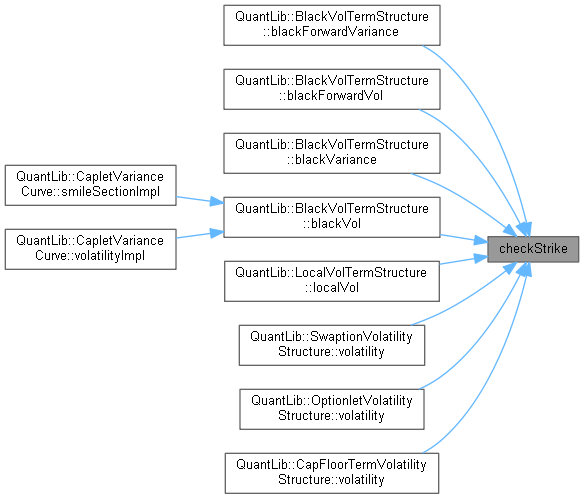 QuantLib::BlackVolTermStructure
::blackForwardVariance
QuantLib::BlackVolTermStructure
::blackForwardVol
QuantLib::BlackVolTermStructure
::blackVariance
QuantLib::CapletVariance
Curve::smileSectionImpl
QuantLib::BlackVolTermStructure
::blackVol
QuantLib::CapletVariance
Curve::volatilityImpl
checkStrike
QuantLib::LocalVolTermStructure
::localVol
QuantLib::SwaptionVolatility
Structure::volatility
QuantLib::OptionletVolatility
Structure::volatility
QuantLib::CapFloorTermVolatility
Structure::volatility